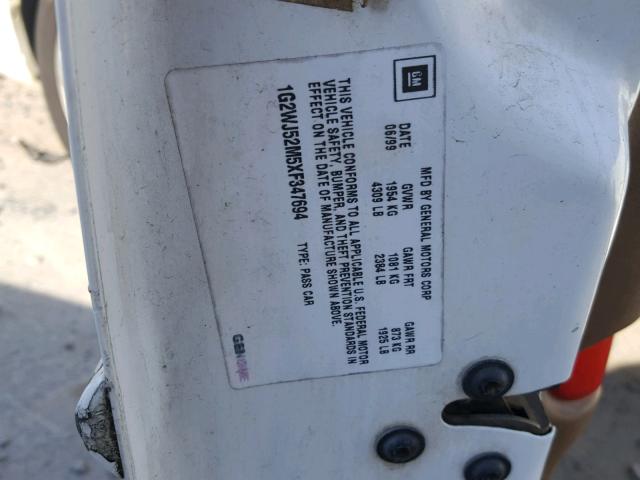 GM
MFD BY GENERAL MOTORS CORP
DATE GVWR GAWR FRT GAWR RR
06/99 1954 KG 1081 KG 873 KG
4309 LB 2384 LB 1925 LB
THIS VEHICLE CONFORMS TO ALL APPLICABLE U.S. FEDERAL MOTOR
VEHICLE SAFETY, BUMPER, AND THEFT PREVENTION STANDARDS IN
EFFECT ON THE DATE OF MANUFACTURE SHOWN ABOVE.
1G2WJ52M5XF347694 TYPE: PASS CAR
GENUINE